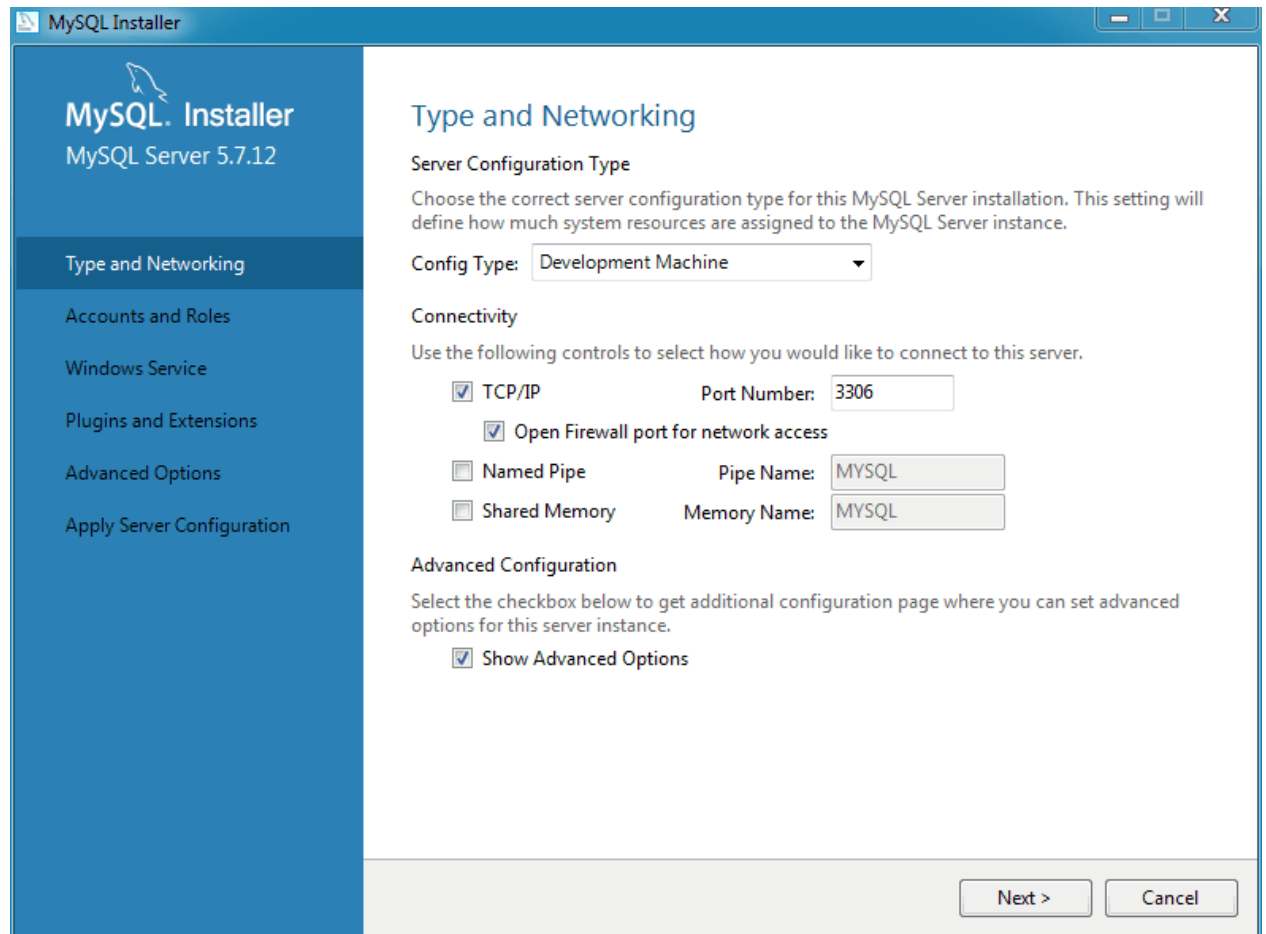 MySQL Installer
MySQL. Installer
MySQL Server 5.7.12
Type and Networking
Accounts and Roles
Windows Service
Plugins and Extensions
Advanced Options
Apply Server Configuration
Type and Networking
Server Configuration Type
Choose the correct server configuration type for this MySQL Server installation. This setting will
define how much system resources are assigned to the MySQL Server instance.
Config Type: Development Machine
Connectivity
Use the following controls to select how you would like to connect to this server.
TCP/IP Port Number: 3306
Open Firewall port for network access
Named Pipe Pipe Name: MYSQL
Shared Memory Memory Name: MYSQL
Advanced Configuration
Select the checkbox below to get additional configuration page where you can set advanced
options for this server instance.
Show Advanced Options
Next > Cancel